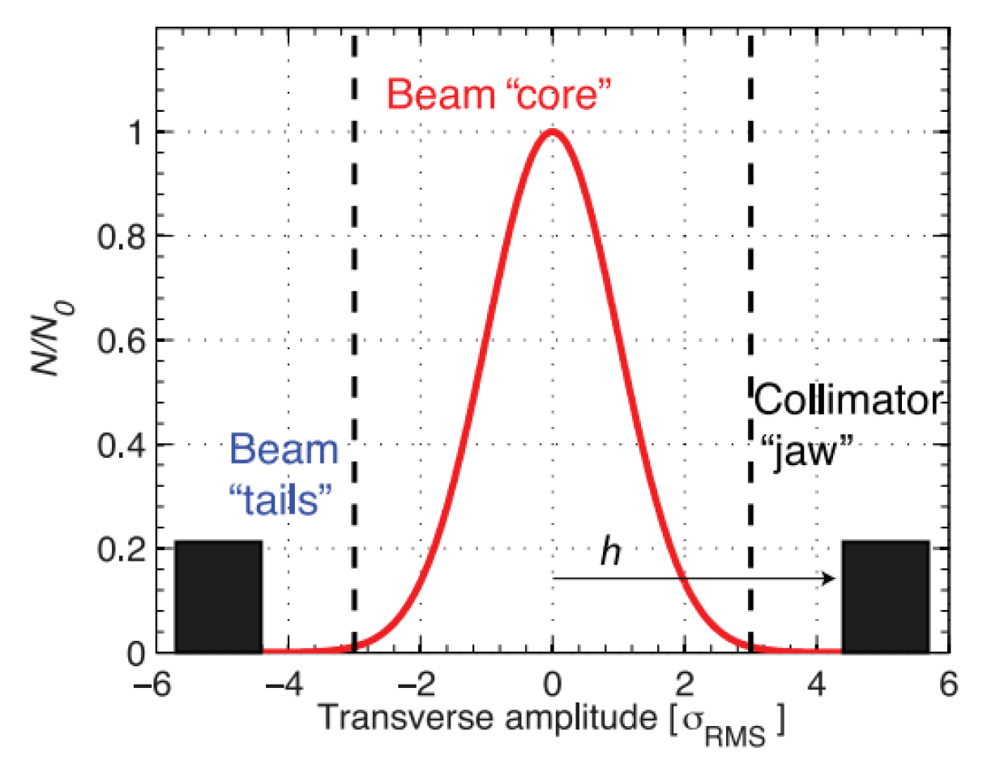 Beam “core”
1
0.8
0.6
0.4
0.2
0
N/N0
Collimator
“jaw”
Beam
“tails”
h
−6
−4
−2
0
2
4
6
Transverse amplitude [σRMS]